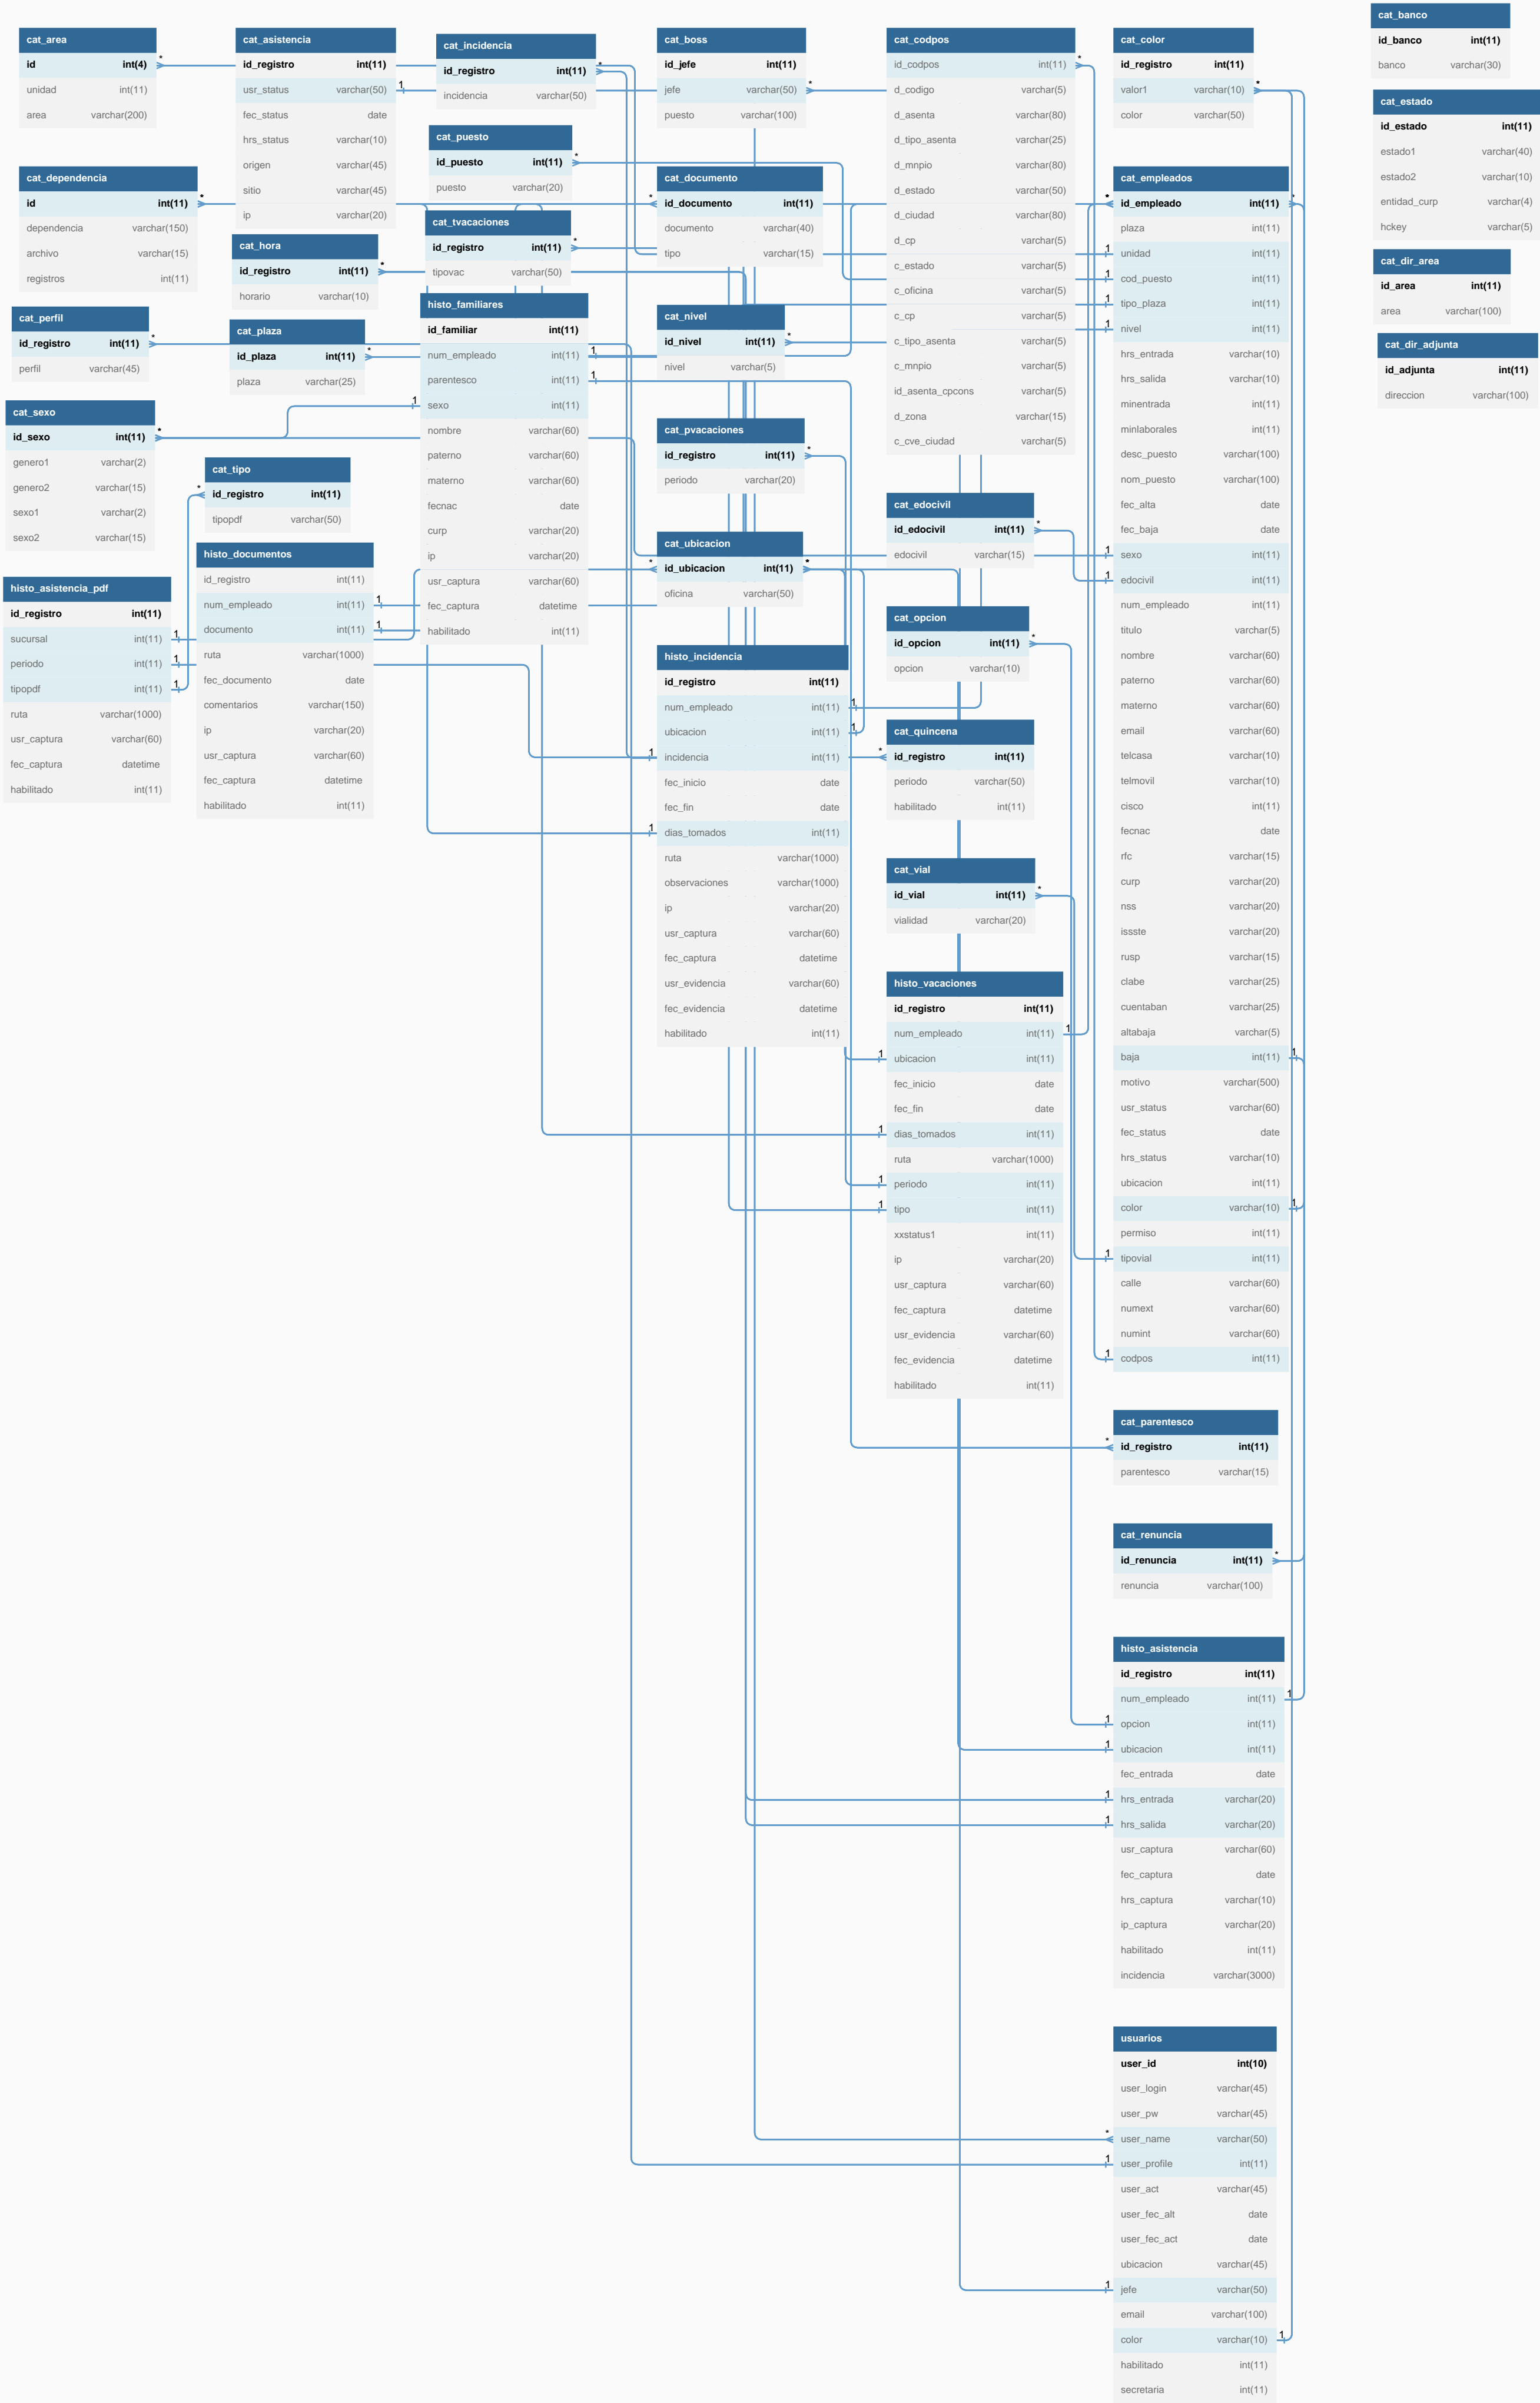 cat_area
id int(4)
unidad int(11)
area varchar(200)
cat_asistencia
id_registro int(11)
usr_status varchar(50)
fec_status date
hrs_status varchar(10)
origen varchar(45)
sitio varchar(45)
ip varchar(20)
cat_incidencia
id_registro int(11)
incidencia varchar(50)
cat_boss
id_jefe int(11)
jefe varchar(50)
puesto varchar(100)
cat_codpos
id_codpos int(11)
d_codigo varchar(5)
d_asenta varchar(80)
d_tipo_asenta varchar(25)
d_mnpio varchar(80)
d_estado varchar(50)
d_ciudad varchar(80)
d_cp varchar(5)
c_estado varchar(5)
c_oficina varchar(5)
c_cp varchar(5)
c_tipo_asenta varchar(5)
c_mnpio varchar(5)
id_asenta_cpcons varchar(5)
d_zona varchar(15)
c_cve_ciudad varchar(5)
cat_color
id_registro int(11)
valor1 varchar(10)
color varchar(50)
cat_banco
id_banco int(11)
banco varchar(30)
cat_estado
id_estado int(11)
estado1 varchar(40)
estado2 varchar(10)
entidad_curp varchar(4)
hckey varchar(5)
cat_dir_area
id_area int(11)
area varchar(100)
cat_dir_adjunta
id_adjunta int(11)
direccion varchar(100)
cat_puesto
id_puesto int(11)
puesto varchar(20)
cat_dependencia
id int(11)
dependencia varchar(150)
archivo varchar(15)
registros int(11)
cat_documento
id_documento int(11)
documento varchar(40)
tipo varchar(15)
cat_empleados
id_empleado int(11)
plaza int(11)
unidad int(11)
cod_puesto int(11)
tipo_plaza int(11)
nivel int(11)
hrs_entrada varchar(10)
hrs_salida varchar(10)
minentrada int(11)
minlaborales int(11)
desc_puesto varchar(100)
nom_puesto varchar(100)
fec_alta date
fec_baja date
sexo int(11)
edocivil int(11)
num_empleado int(11)
titulo varchar(5)
nombre varchar(60)
paterno varchar(60)
materno varchar(60)
email varchar(60)
telcasa varchar(10)
telmovil varchar(10)
cisco int(11)
fecnac date
rfc varchar(15)
curp varchar(20)
nss varchar(20)
issste varchar(20)
rusp varchar(15)
clabe varchar(25)
cuentaban varchar(25)
altabaja varchar(5)
baja int(11)
motivo varchar(500)
usr_status varchar(60)
fec_status date
hrs_status varchar(10)
ubicacion int(11)
color varchar(10)
permiso int(11)
tipovial int(11)
calle varchar(60)
numext varchar(60)
numint varchar(60)
codpos int(11)
cat_tvacaciones
id_registro int(11)
tipovac varchar(50)
cat_hora
id_registro int(11)
horario varchar(10)
histo_familiares
id_familiar int(11)
num_empleado int(11)
parentesco int(11)
sexo int(11)
nombre varchar(60)
paterno varchar(60)
materno varchar(60)
fecnac date
curp varchar(20)
ip varchar(20)
usr_captura varchar(60)
fec_captura datetime
habilitado int(11)
cat_perfil
id_registro int(11)
perfil varchar(45)
cat_plaza
id_plaza int(11)
plaza varchar(25)
cat_nivel
id_nivel int(11)
nivel varchar(5)
cat_sexo
id_sexo int(11)
genero1 varchar(2)
genero2 varchar(15)
sexo1 varchar(2)
sexo2 varchar(15)
cat_pvacaciones
id_registro int(11)
periodo varchar(20)
cat_tipo
id_registro int(11)
tipopdf varchar(50)
cat_edocivil
id_edocivil int(11)
edocivil varchar(15)
cat_ubicacion
id_ubicacion int(11)
oficina varchar(50)
histo_documentos
id_registro int(11)
num_empleado int(11)
documento int(11)
ruta varchar(1000)
fec_documento date
comentarios varchar(150)
ip varchar(20)
usr_captura varchar(60)
fec_captura datetime
habilitado int(11)
histo_asistencia_pdf
id_registro int(11)
sucursal int(11)
periodo int(11)
tipopdf int(11)
ruta varchar(1000)
usr_captura varchar(60)
fec_captura datetime
habilitado int(11)
cat_opcion
id_opcion int(11)
opcion varchar(10)
histo_incidencia
id_registro int(11)
num_empleado int(11)
ubicacion int(11)
incidencia int(11)
fec_inicio date
fec_fin date
dias_tomados int(11)
ruta varchar(1000)
observaciones varchar(1000)
ip varchar(20)
usr_captura varchar(60)
fec_captura datetime
usr_evidencia varchar(60)
fec_evidencia datetime
habilitado int(11)
cat_quincena
id_registro int(11)
periodo varchar(50)
habilitado int(11)
cat_vial
id_vial int(11)
vialidad varchar(20)
histo_vacaciones
id_registro int(11)
num_empleado int(11)
ubicacion int(11)
fec_inicio date
fec_fin date
dias_tomados int(11)
ruta varchar(1000)
periodo int(11)
tipo int(11)
xxstatus1 int(11)
ip varchar(20)
usr_captura varchar(60)
fec_captura datetime
usr_evidencia varchar(60)
fec_evidencia datetime
habilitado int(11)
cat_parentesco
id_registro int(11)
parentesco varchar(15)
cat_renuncia
id_renuncia int(11)
renuncia varchar(100)
histo_asistencia
id_registro int(11)
num_empleado int(11)
opcion int(11)
ubicacion int(11)
fec_entrada date
hrs_entrada varchar(20)
hrs_salida varchar(20)
usr_captura varchar(60)
fec_captura date
hrs_captura varchar(10)
ip_captura varchar(20)
habilitado int(11)
incidencia varchar(3000)
usuarios
user_id int(10)
user_login varchar(45)
user_pw varchar(45)
user_name varchar(50)
user_profile int(11)
user_act varchar(45)
user_fec_alt date
user_fec_act date
ubicacion varchar(45)
jefe varchar(50)
email varchar(100)
color varchar(10)
habilitado int(11)
secretaria int(11)